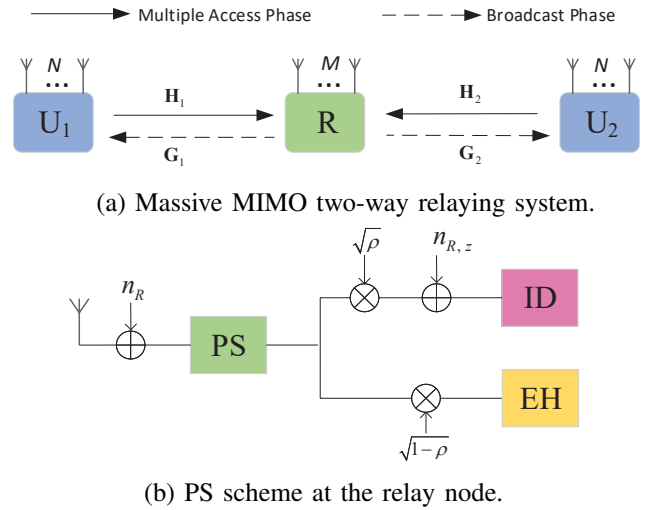 Multiple Access Phase Broadcast Phase
N M N
... ... ...
U₁ H₁ R H₂ U₂
G₁ G₂
(a) Massive MIMO two-way relaying system.
√ρ n_{R, z}
n_R ID
PS
EH
√1−ρ
(b) PS scheme at the relay node.